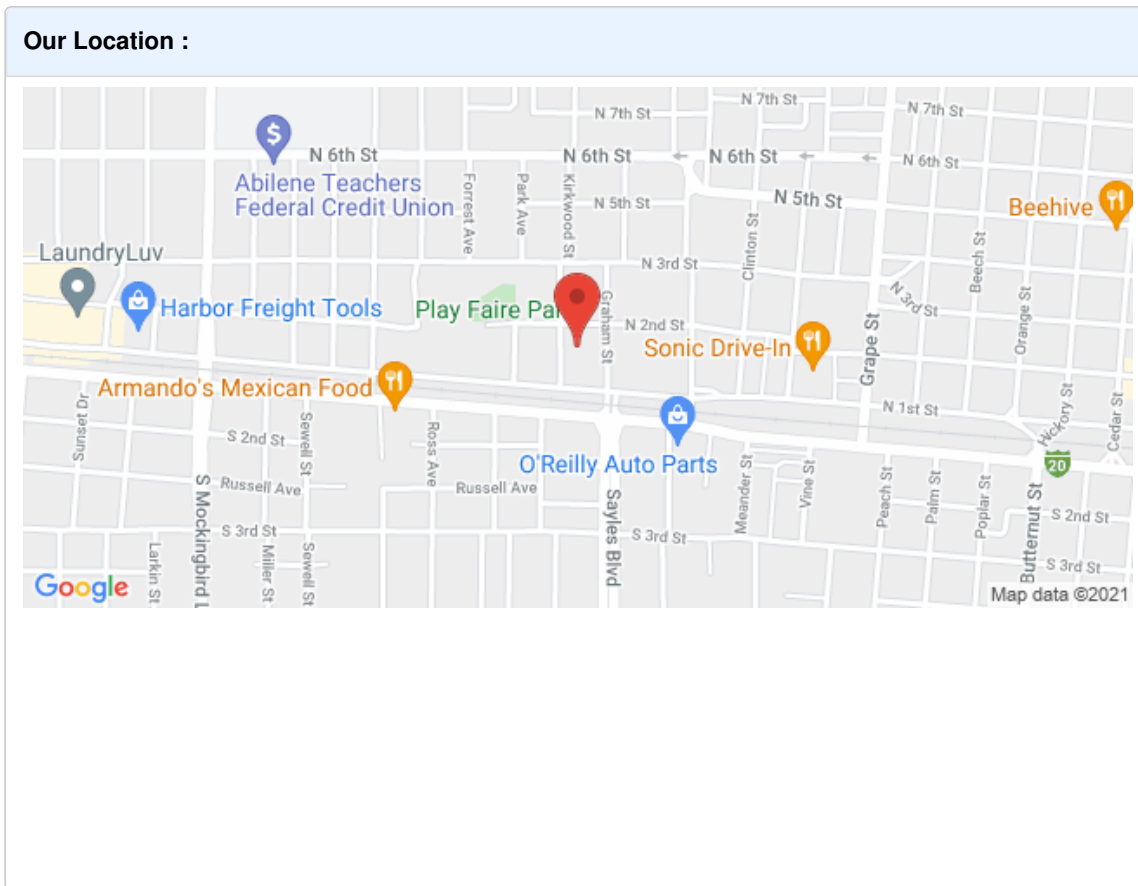 Our Location :
N 7th St
N 7th St
N 7th St
N 6th St
N 6th St
N 6th St
N 6th St
Abilene Teachers
Federal Credit Union
Forrest Ave
Park Ave
Kirkwood St
N 5th St
N 5th St
Clinton St
Beehive
LaundryLuv
N 3rd St
Beech St
Harbor Freight Tools
Play Faire Par
Graham St
N 2nd St
N 3rd St
Orange St
Sonic Drive-In
Grape St
Armando's Mexican Food
N 1st St
Hickory St
Cedar St
Sunset Dr
S 2nd St
Sewell St
Ross Ave
O'Reilly Auto Parts
20
Meander St
Vine St
Peach St
Palm St
Poplar St
Russell Ave
Russell Ave
S Mockingbird L
Sayles Blvd
Butternut St
S 2nd St
S 3rd St
S 3rd St
S 3rd St
Larkin St
Miller St
Sewell St
Google
Map data ©2021